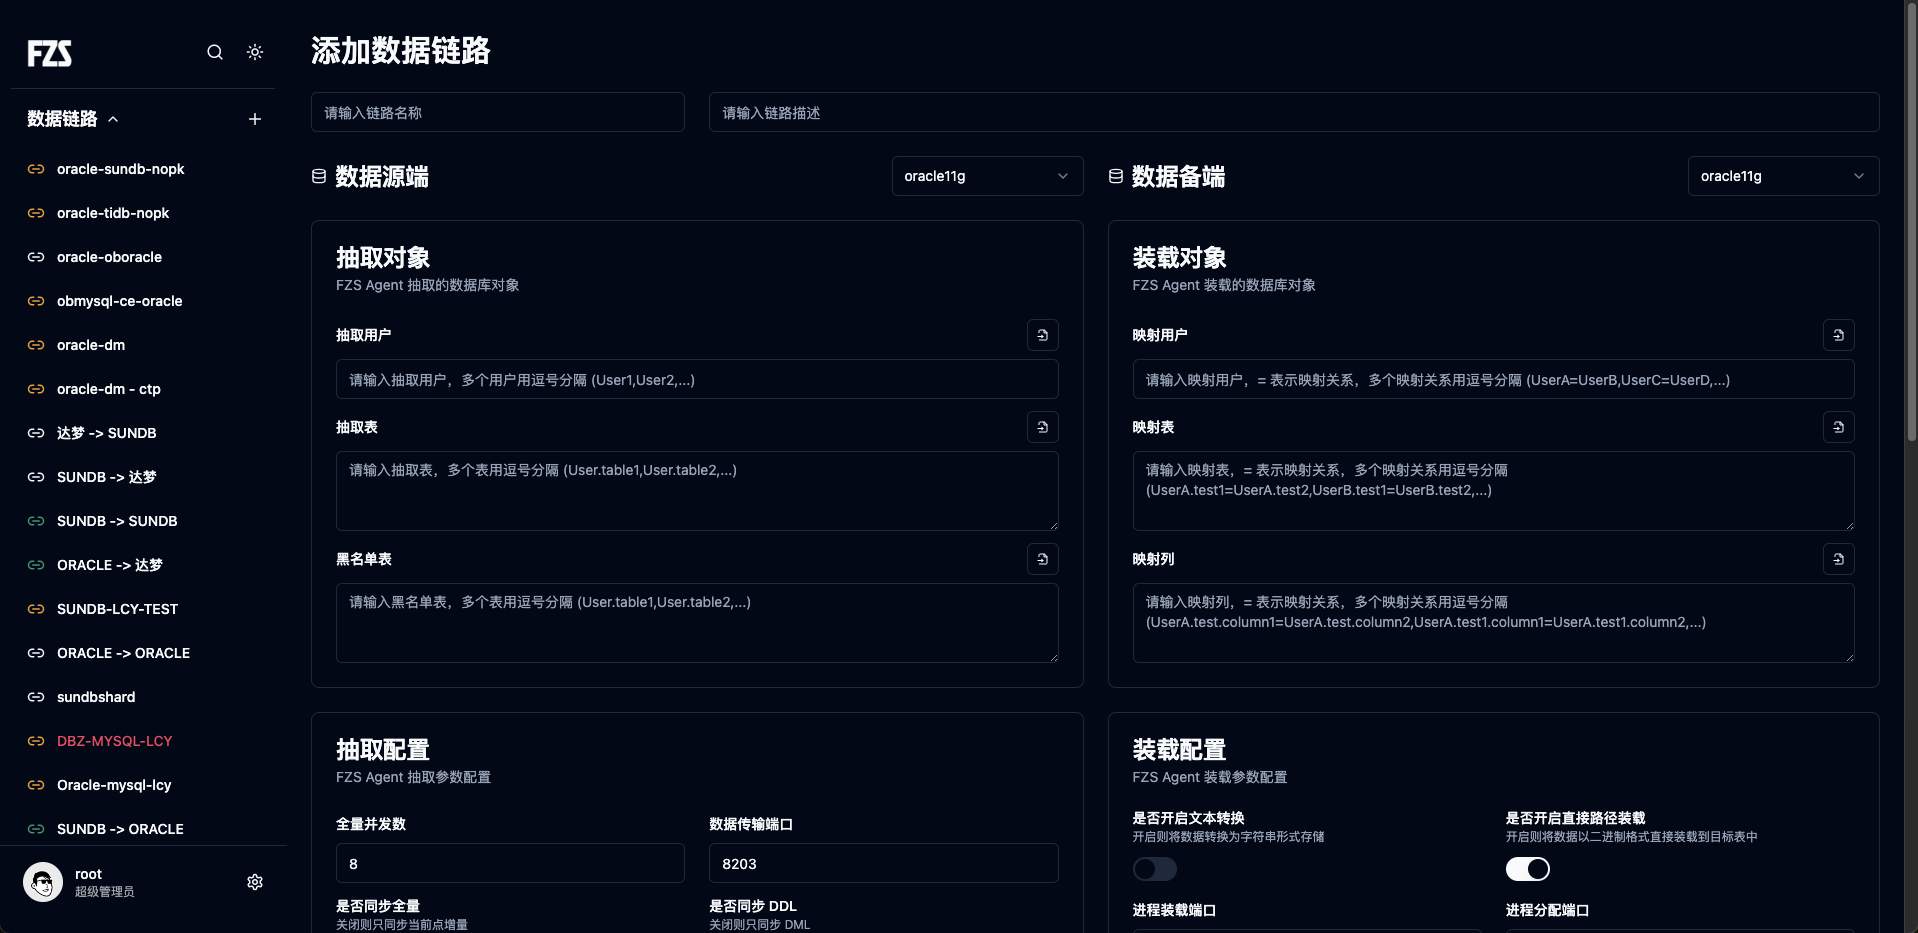 FZS
数据链路
oracle-sundb-nopk
oracle-tidb-nopk
oracle-oboracle
obmysql-ce-oracle
oracle-dm
oracle-dm - ctp
达梦 -> SUNDB
SUNDB -> 达梦
SUNDB -> SUNDB
ORACLE -> 达梦
SUNDB-LCY-TEST
ORACLE -> ORACLE
sundbshard
DBZ-MYSQL-LCY
Oracle-mysql-lcy
SUNDB -> ORACLE
root
超级管理员
添加数据链路
请输入链路名称
请输入链路描述
数据源端
oracle11g
抽取对象
FZS Agent 抽取的数据库对象
抽取用户
请输入抽取用户，多个用户用逗号分隔 (User1,User2,...)
抽取表
请输入抽取表，多个表用逗号分隔 (User.table1,User.table2,...)
黑名单表
请输入黑名单表，多个表用逗号分隔 (User.table1,User.table2,...)
抽取配置
FZS Agent 抽取参数配置
全量并发数
8
数据传输端口
8203
是否同步全量
关闭则只同步当前点增量
是否同步 DDL
关闭则只同步 DML
数据备端
oracle11g
装载对象
FZS Agent 装载的数据库对象
映射用户
请输入映射用户，= 表示映射关系，多个映射关系用逗号分隔 (UserA=UserB,UserC=UserD,...)
映射表
请输入映射表，= 表示映射关系，多个映射关系用逗号分隔
(UserA.test1=UserA.test2,UserB.test1=UserB.test2,...)
映射列
请输入映射列，= 表示映射关系，多个映射关系用逗号分隔
(UserA.test.column1=UserA.test.column2,UserA.test1.column1=UserA.test1.column2,...)
装载配置
FZS Agent 装载参数配置
是否开启文本转换
开启则将数据转换为字符串形式存储
是否开启直接路径装载
开启则将数据以二进制格式直接装载到目标表中
进程装载端口
进程分配端口